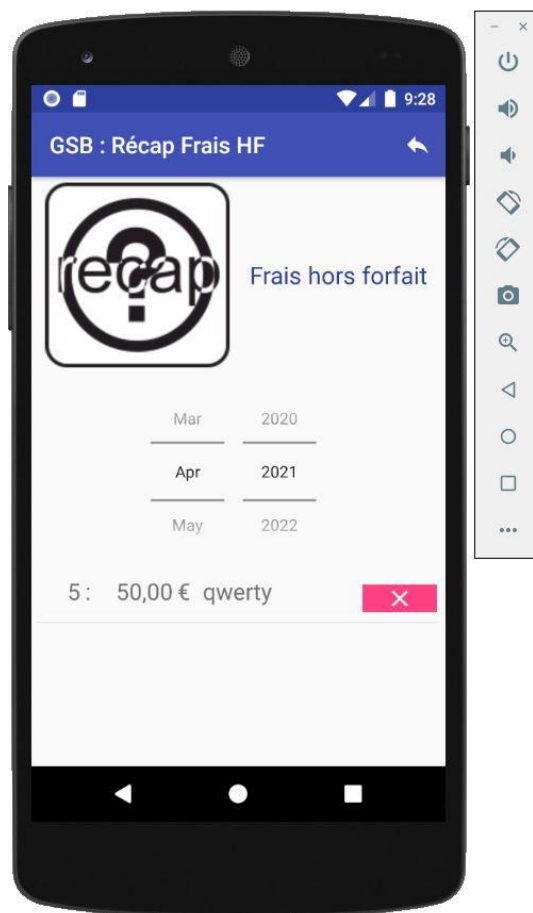 9:28
GSB : Récap Frais HF
recap
Frais hors forfait
Mar 2020
Apr 2021
May 2022
5 : 50,00 € qwerty